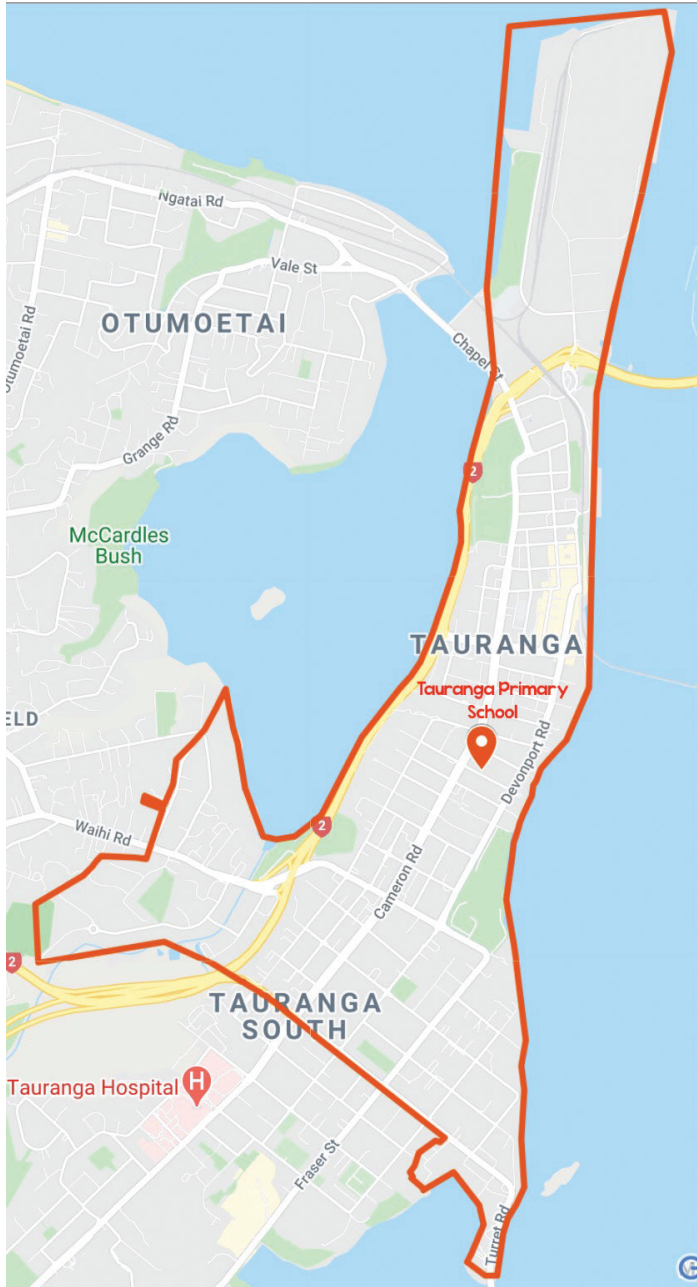 Ngatai Rd
Vale St
OTUMOETAI
Otumoetai Rd
Chapel St
Grange Rd
2
McCardles
Bush
TAURANGA
Tauranga Primary
School
ELD
Devonport Rd
2
Waihi Rd
Cameron Rd
2
TAURANGA
SOUTH
Tauranga Hospital
H
Fraser St
Turret Rd
G